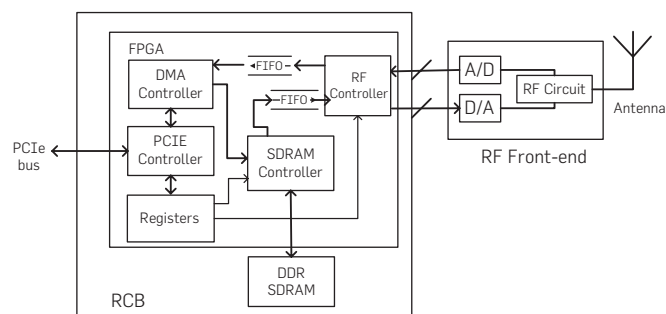 FPGA
DMA
Controller
FIFO
RF
Controller
FIFO
A/D
D/A
RF Circuit
Antenna
RF Front-end
PCIe
bus
PCIE
Controller
SDRAM
Controller
Registers
DDR
SDRAM
RCB